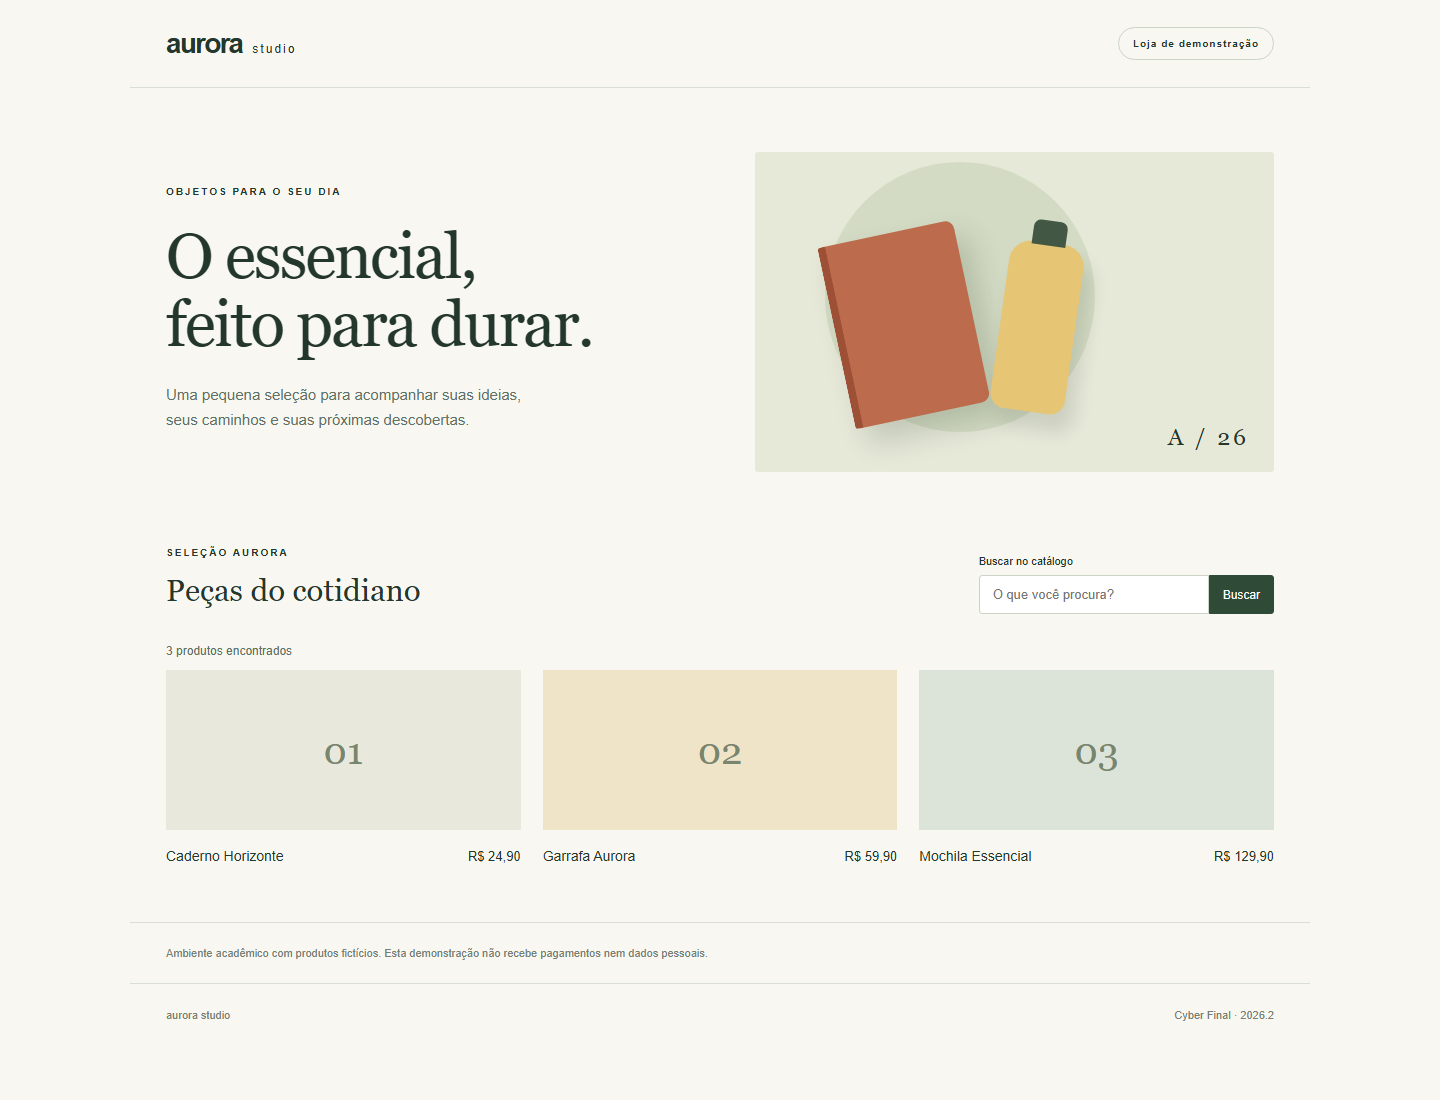 aurora studio
Loja de demonstração
OBJETOS PARA O SEU DIA
O essencial,
feito para durar.
Uma pequena seleção para acompanhar suas ideias,
seus caminhos e suas próximas descobertas.
A / 26
SELEÇÃO AURORA
Peças do cotidiano
Buscar no catálogo
O que você procura?
Buscar
3 produtos encontrados
01
02
03
Caderno Horizonte R$ 24,90
Garrafa Aurora R$ 59,90
Mochila Essencial R$ 129,90
Ambiente acadêmico com produtos fictícios. Esta demonstração não recebe pagamentos nem dados pessoais.
aurora studio
Cyber Final · 2026.2